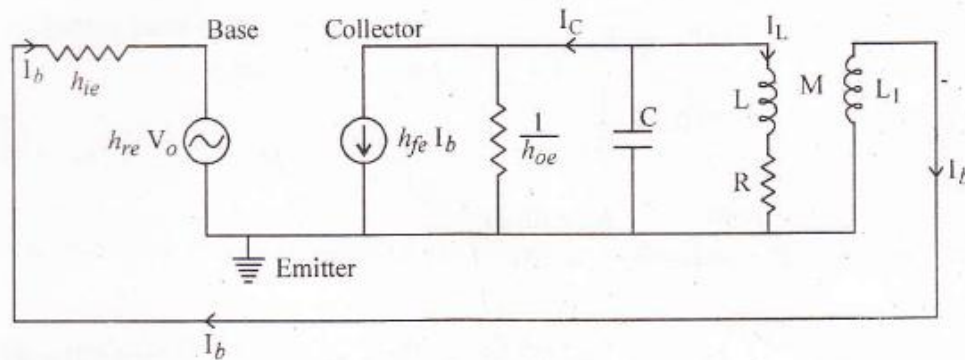 Base
Collector
I_C
I_L
I_b
h_ie
h_re V_o
h_fe I_b
1/h_oe
C
L
M
L_1
R
I_b
Emitter
I_b